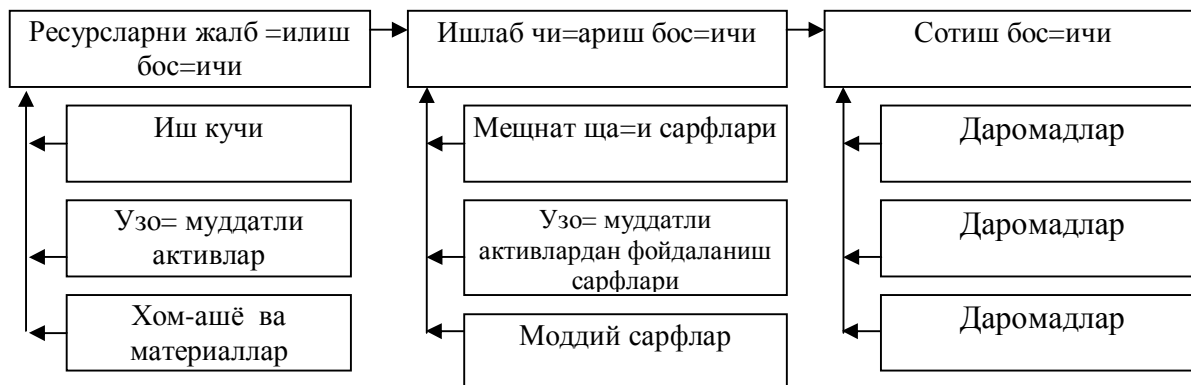 Ресурсларни жалб =илиш
бос=ичи
Ишлаб чи=ариш бос=ичи
Сотиш бос=ичи
Иш кучи
Мещнат ща=и сарфлари
Даромадлар
Узо= муддатли
активлар
Узо= муддатли
активлардан фойдаланиш
сарфлари
Даромадлар
Хом-ашё ва
материаллар
Моддий сарфлар
Даромадлар